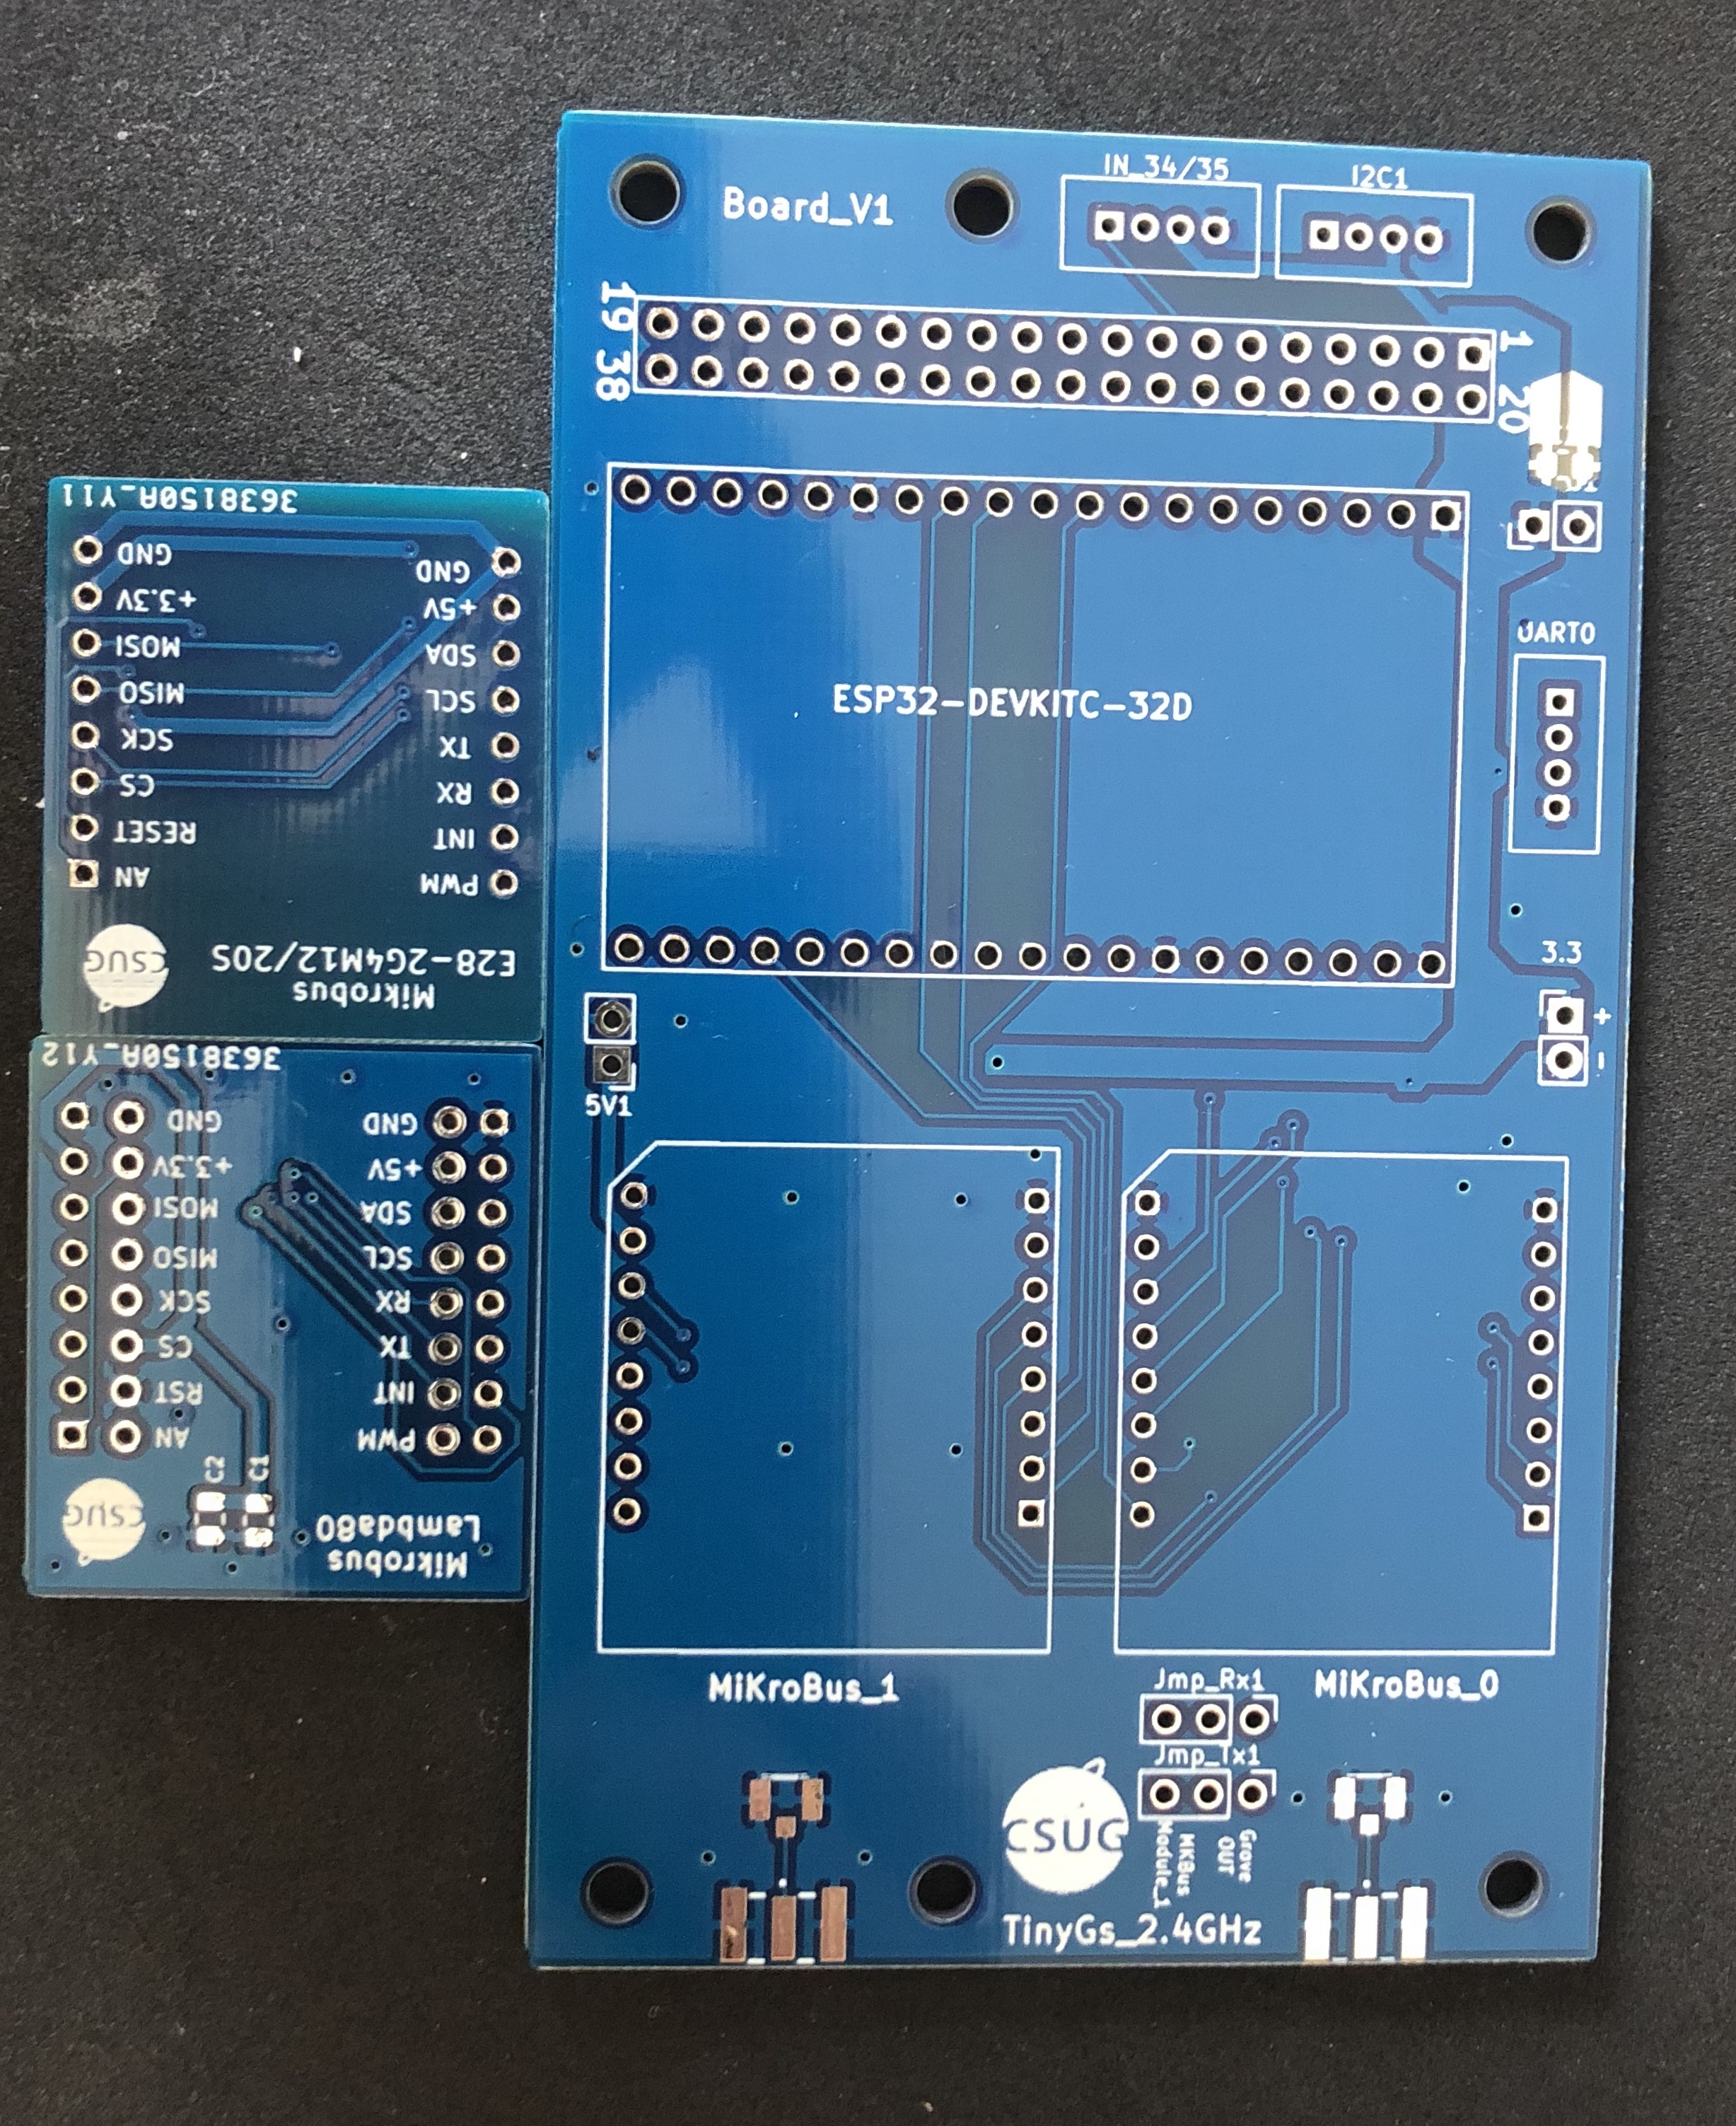 Board_V1
IN_34/35
I2C1
19
1
38
20
ESP32-DEVKITC-32D
UART0
3.3
+
-
5V1
MiKroBus_1
MiKroBus_0
Jmp_Rx1
Jmp_Tx1
CSUG
Module_1
MKBus
OUT
Grove
TinyGs_2.4GHz
3638150A_Y11
GND
GND
+3.3V
+5V
MOSI
SDA
MISO
SCL
SCK
TX
CS
RX
RESET
INT
AN
PWM
CSUG
E28-2G4M12/20S
Mikrobus
3638150A_Y12
GND
GND
+3.3V
+5V
MOSI
SDA
MISO
SCL
SCK
RX
CS
TX
RST
INT
AN
PWM
C2
C1
CSUG
Lambda80
Mikrobus